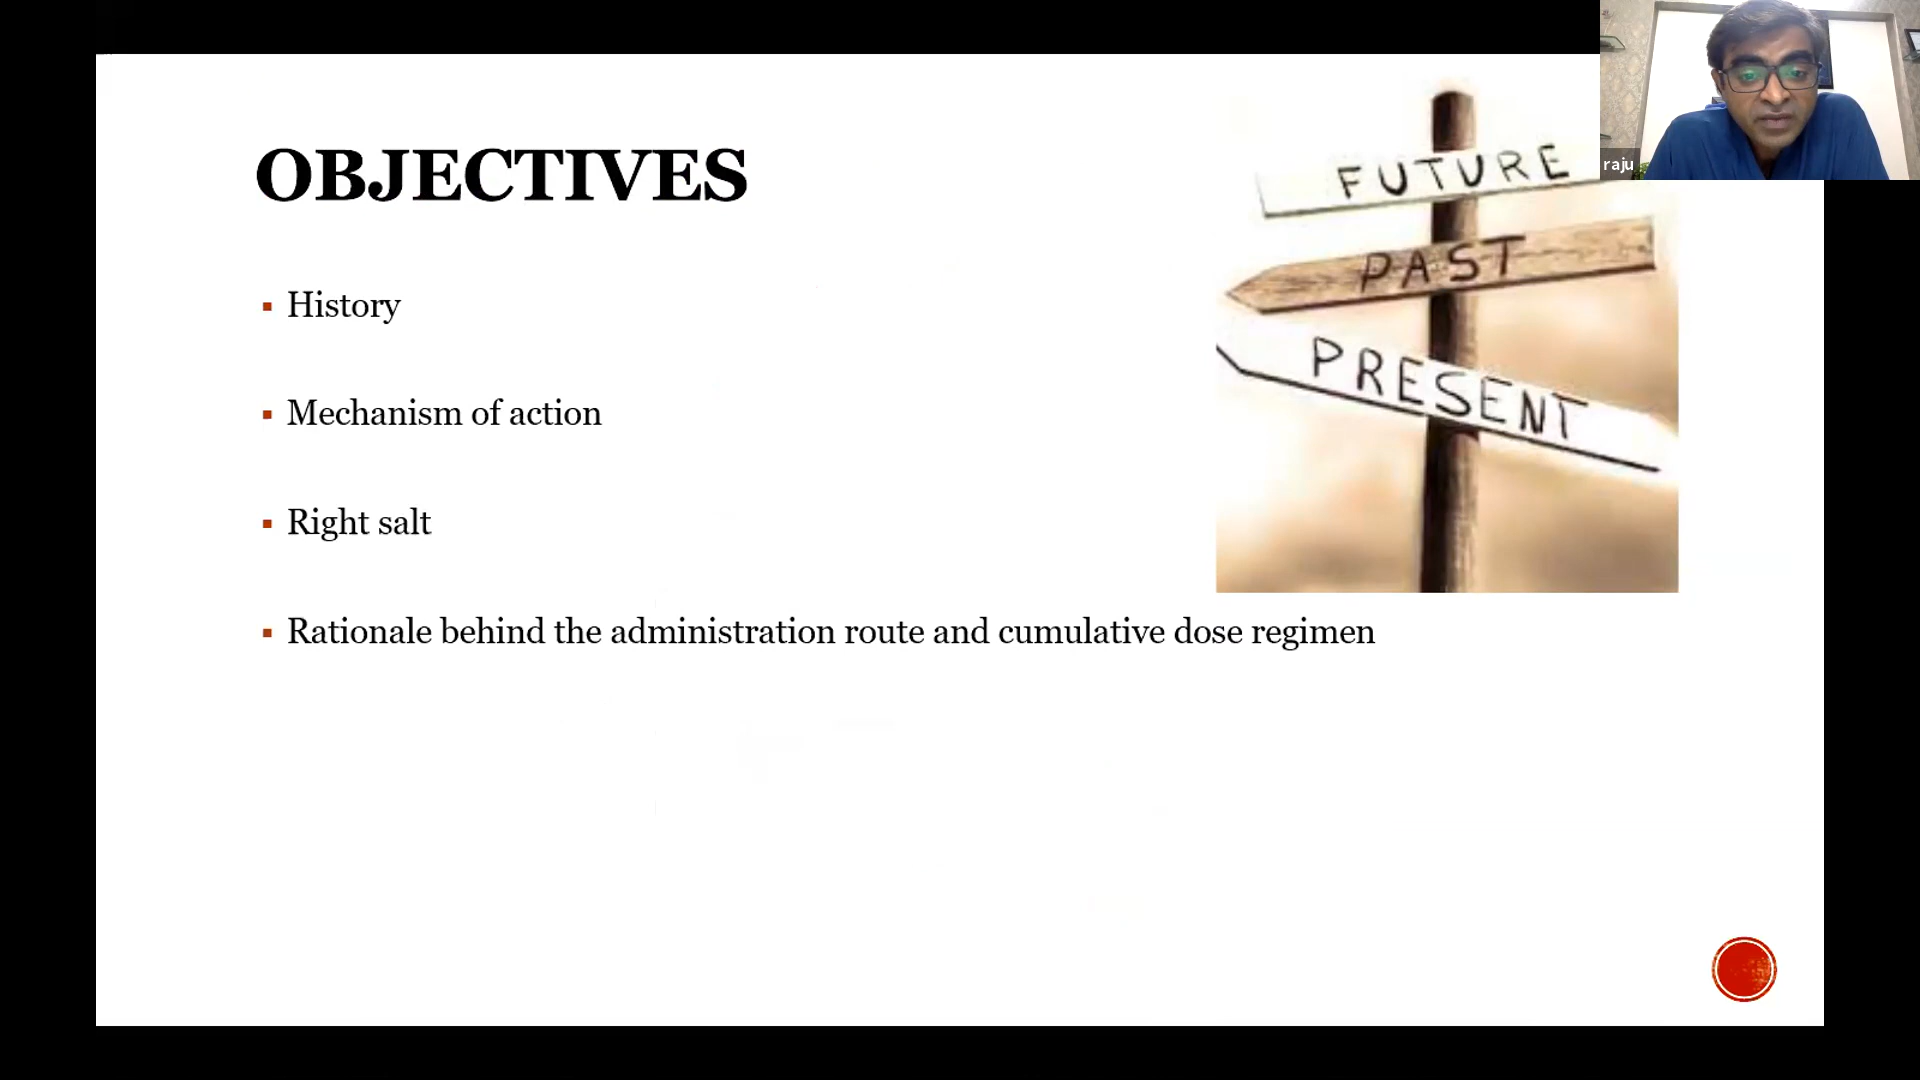 OBJECTIVES
History
Mechanism of action
Right salt
Rationale behind the administration route and cumulative dose regimen
FUTURE
PAST
PRESENT
raju